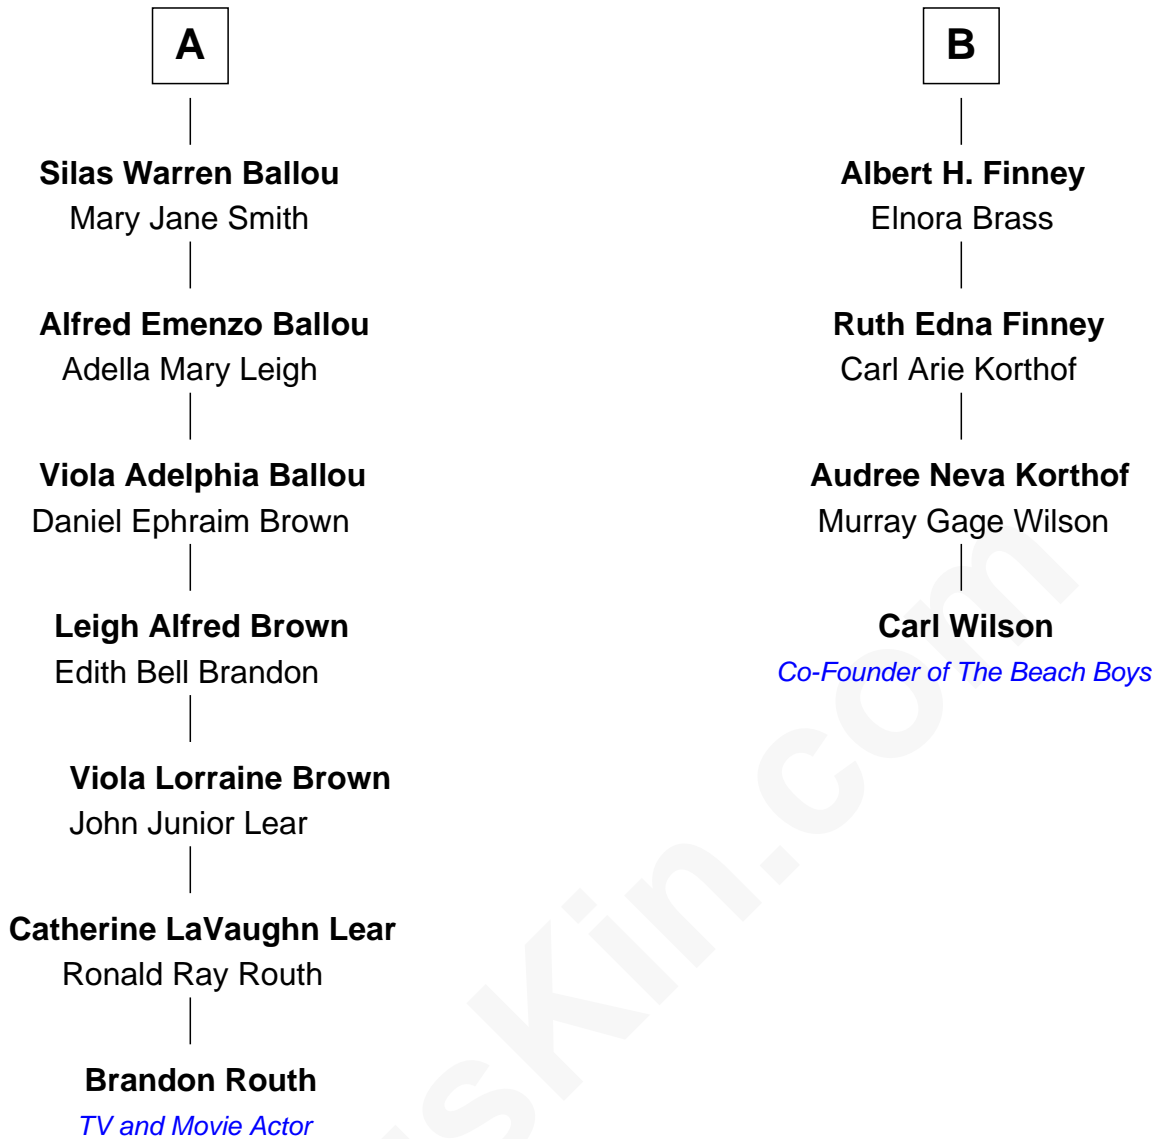 A
Silas Warren Ballou
Mary Jane Smith
Alfred Emenzo Ballou
Adella Mary Leigh
Viola Adelphia Ballou
Daniel Ephraim Brown
Leigh Alfred Brown
Edith Bell Brandon
Viola Lorraine Brown
John Junior Lear
Catherine LaVaughn Lear
Ronald Ray Routh
Brandon Routh
TV and Movie Actor
B
Albert H. Finney
Elnora Brass
Ruth Edna Finney
Carl Arie Korthof
Audree Neva Korthof
Murray Gage Wilson
Carl Wilson
Co-Founder of The Beach Boys
sKin.com